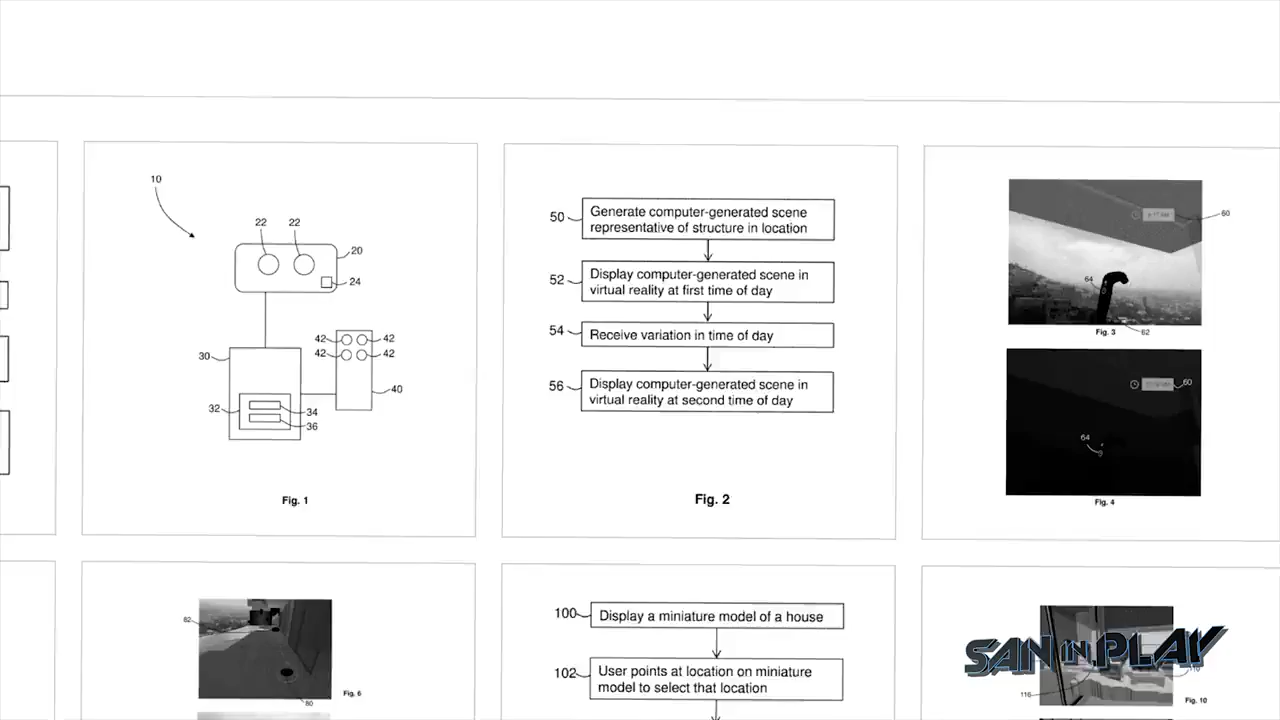 10
22
22
20
24
30
42
42
42
42
32
34
36
40
Fig. 1
50
Generate computer-generated scene
representative of structure in location
52
Display computer-generated scene in
virtual reality at first time of day
54
Receive variation in time of day
56
Display computer-generated scene in
virtual reality at second time of day
Fig. 2
60
64
62
Fig. 3
60
64
Fig. 4
82
80
Fig. 6
100
Display a miniature model of a house
102
User points at location on miniature
model to select that location
116
Fig. 10
SAN IN PLAY